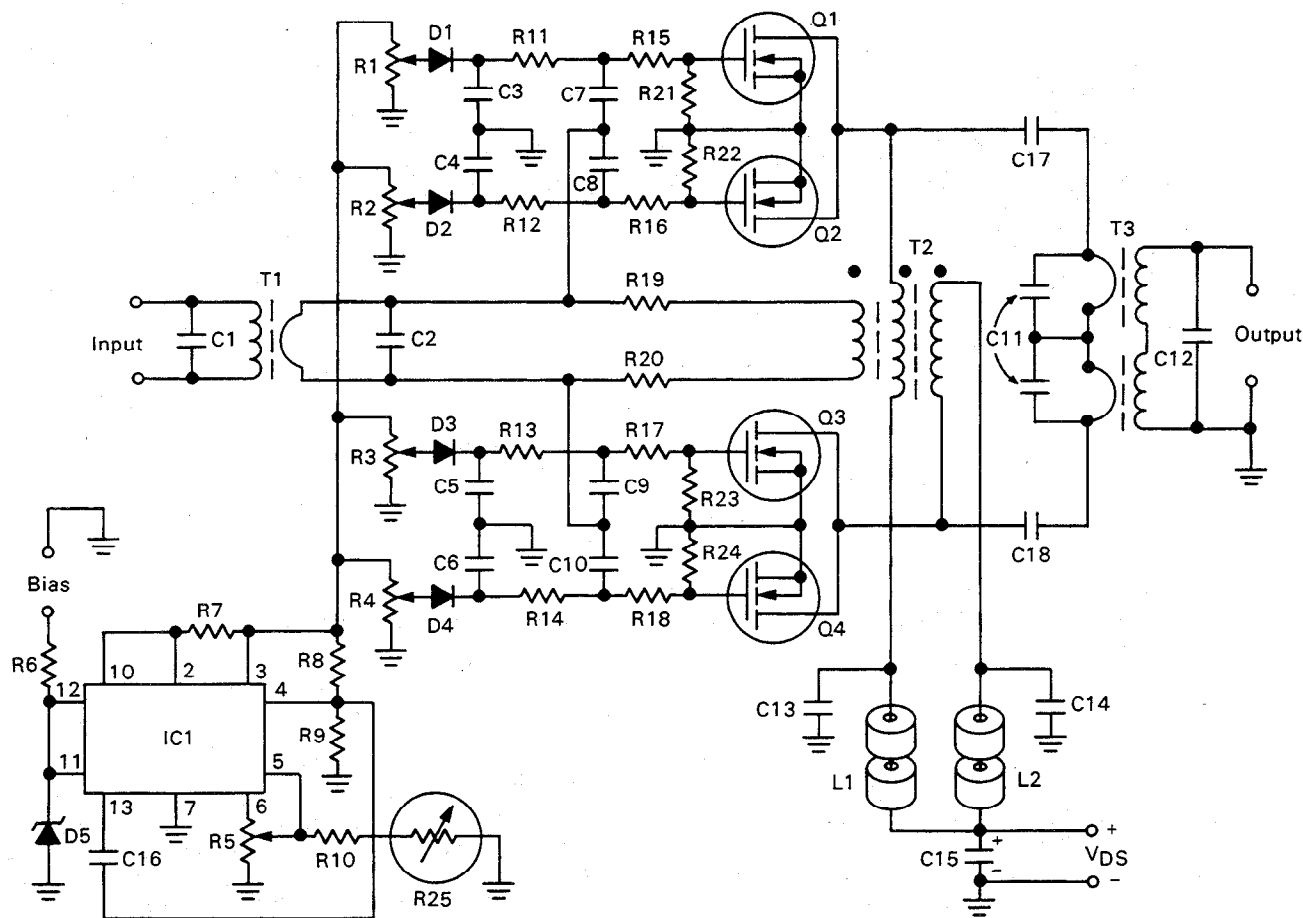 D1
R11
R15
Q1
R1
C3
C7
R21
C17
C4
R22
C8
R2
D2
R12
R16
Q2
T2
T3
T1
R19
Input
C1
C2
C11
C12
Output
R20
D3
R13
R17
Q3
R3
C5
C9
R23
C18
C6
C10
R24
R4
D4
R14
R18
Q4
Bias
R7
R6
10
2
3
R8
12
4
C13
C14
IC1
R9
11
5
L1
L2
13
7
6
D5
R5
R10
C16
R25
+
+
C15
VDS
−
−